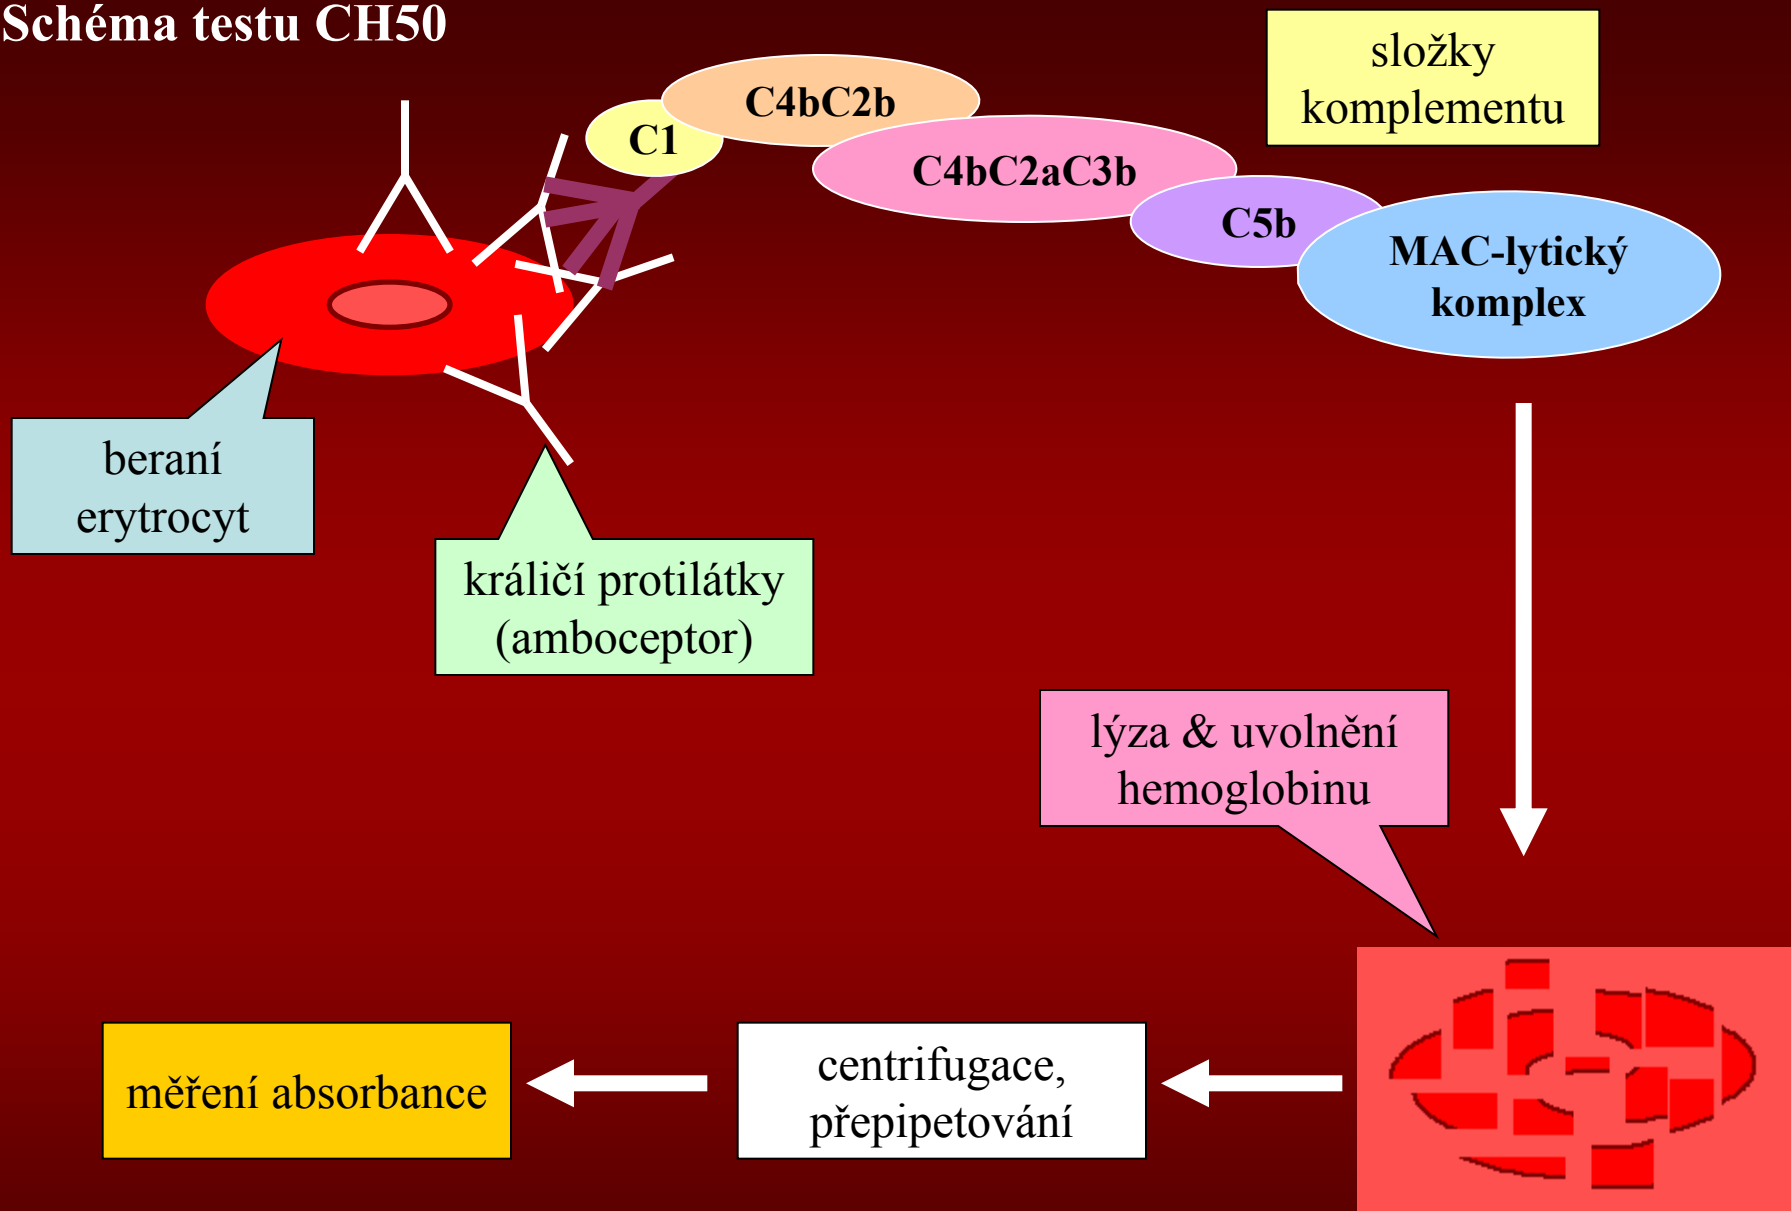 Schéma testu CH50
složky
komplementu
C1
C4bC2b
C4bC2aC3b
C5b
MAC-lytický
komplex
beraní
erytrocyt
králičí protilátky
(amboceptor)
lýza & uvolnění
hemoglobinu
měření absorbance
centrifugace,
přepipetování